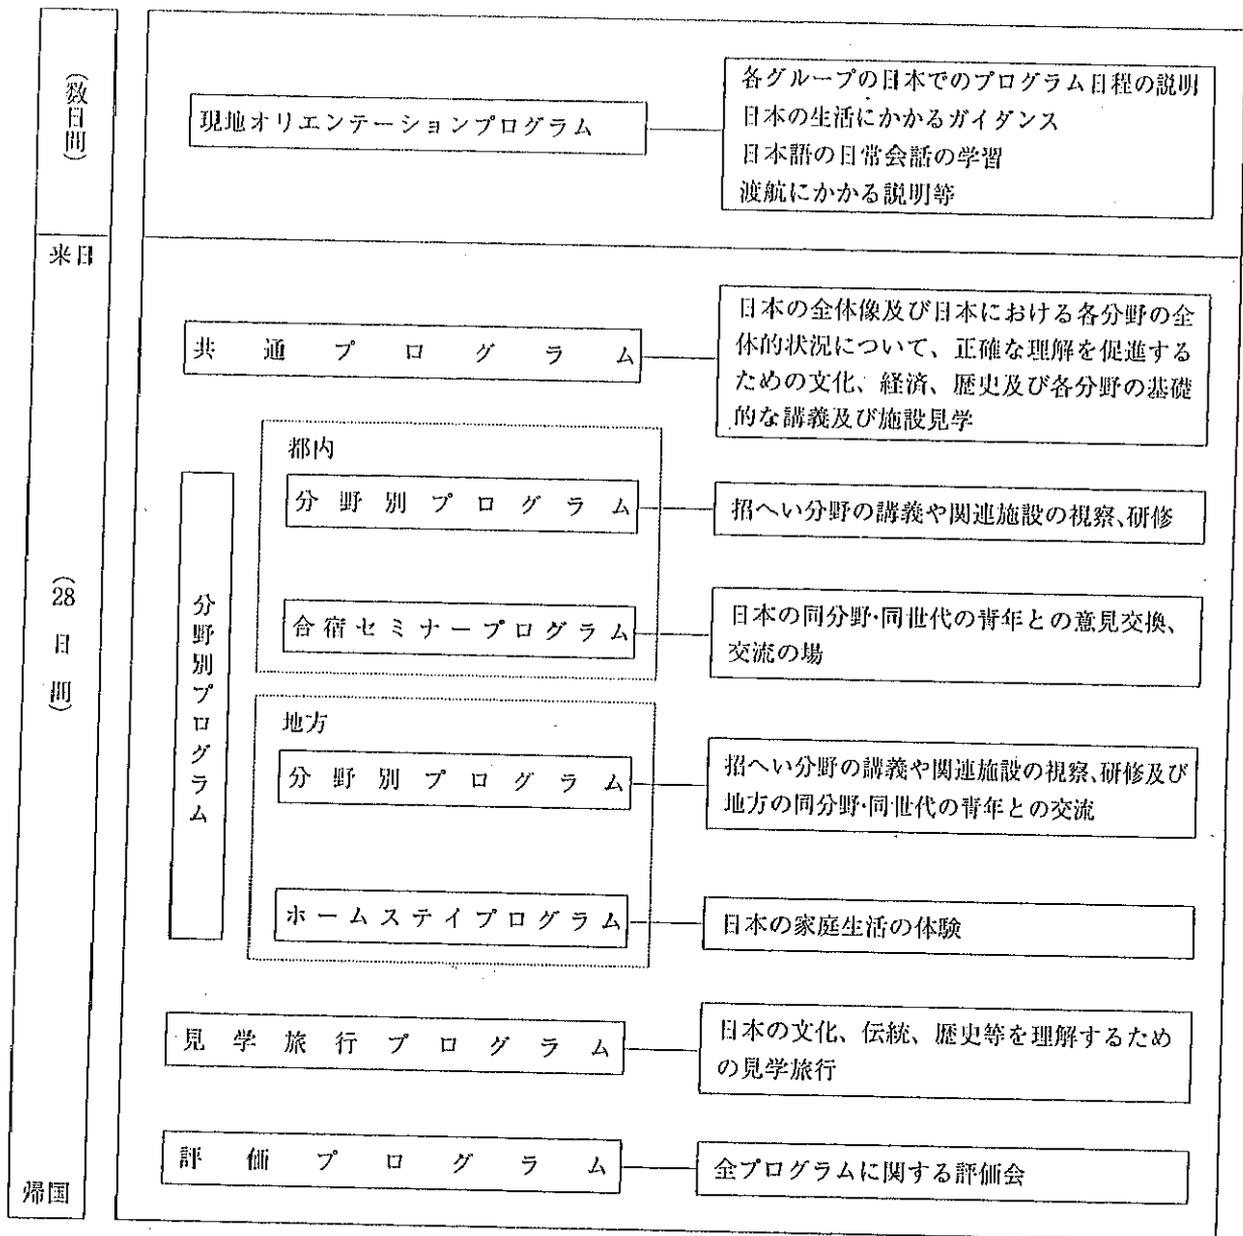 (数日間)
現地オリエンテーションプログラム
各グループの日本でのプログラム日程の説明
日本の生活にかかるガイダンス
日本語の日常会話の学習
渡航にかかる説明等
来日
(28日間)
共通プログラム
日本の全体像及び日本における各分野の全
体的状況について、正確な理解を促進する
ための文化、経済、歴史及び各分野の基礎
的な講義及び施設見学
分野別プログラム
都内
分野別プログラム
招へい分野の講義や関連施設の視察、研修
合宿セミナープログラム
日本の同分野・同世代の青年との意見交換、
交流の場
地方
分野別プログラム
招へい分野の講義や関連施設の視察、研修及び
地方の同分野・同世代の青年との交流
ホームステイプログラム
日本の家庭生活の体験
見学旅行プログラム
日本の文化、伝統、歴史等を理解するため
の見学旅行
評価プログラム
全プログラムに関する評価会
帰国